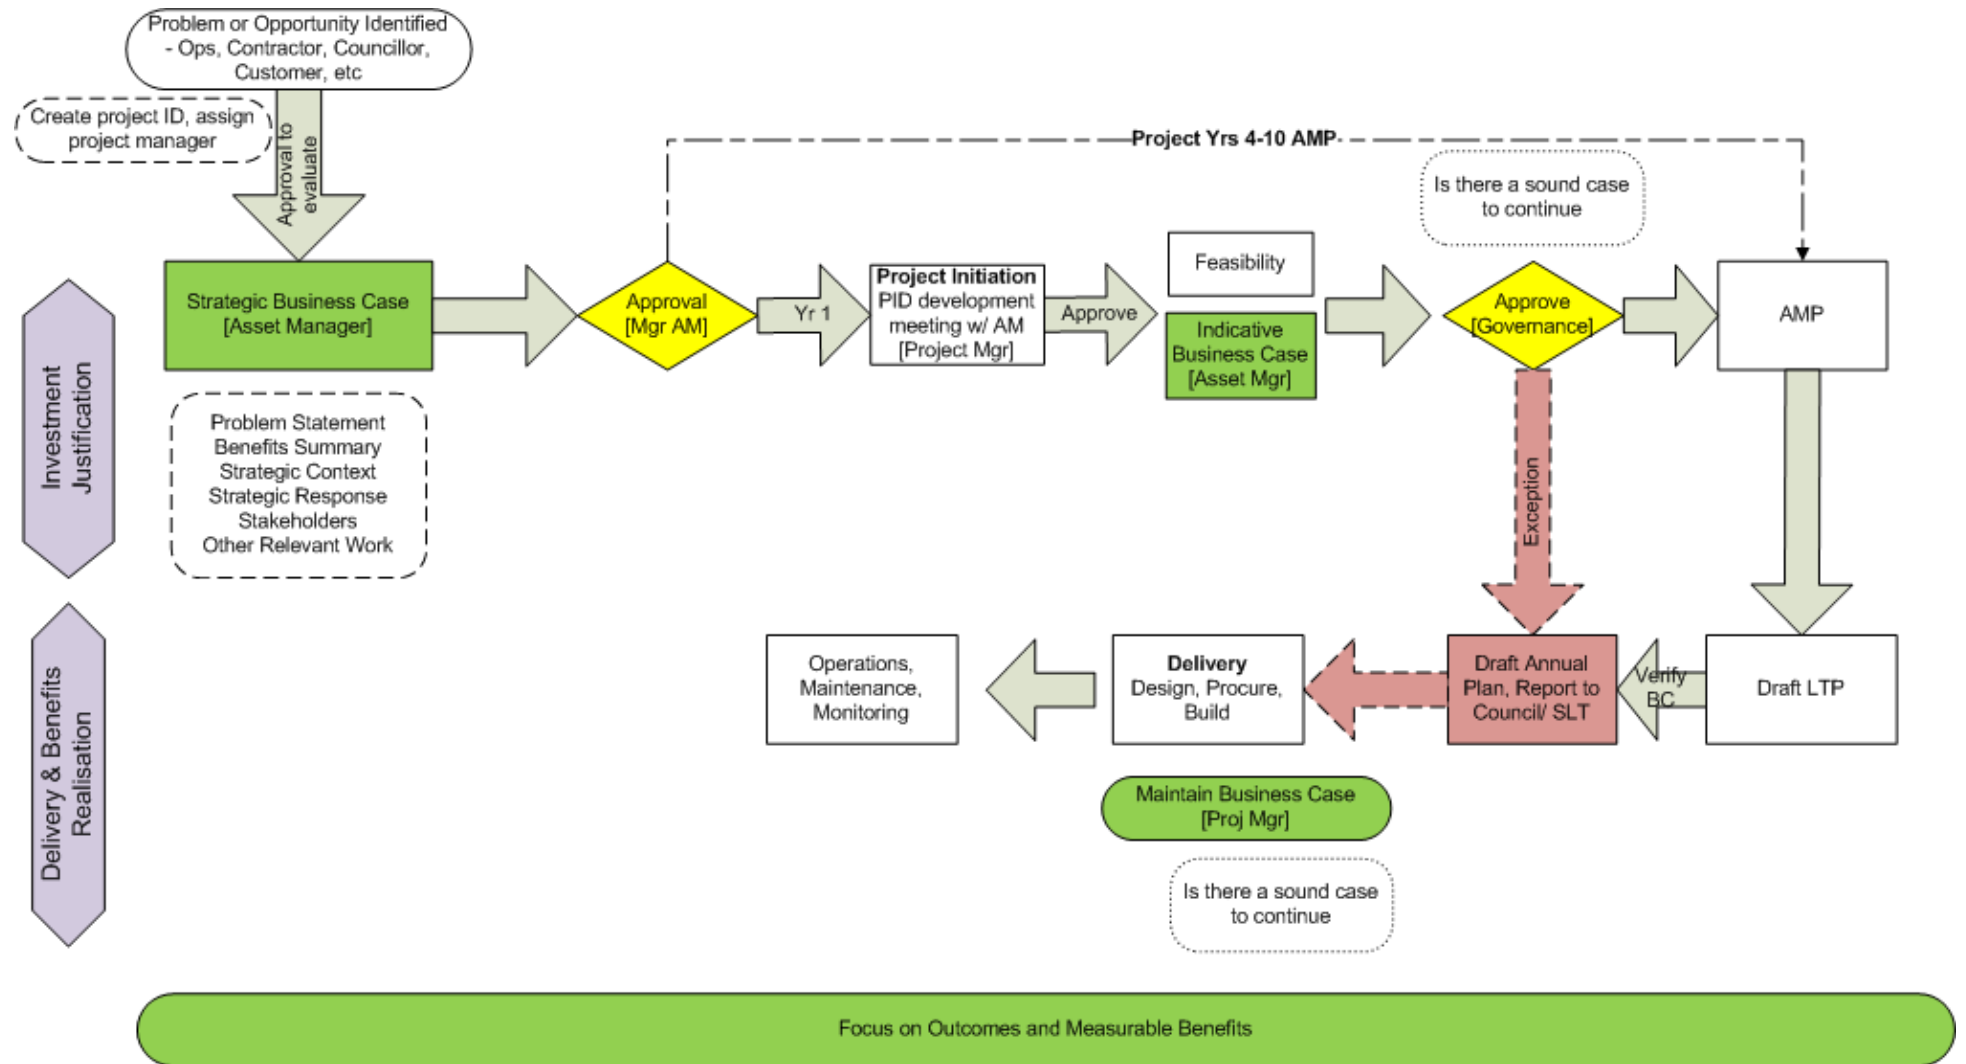 Problem or Opportunity Identified
- Ops, Contractor, Councillor,
Customer, etc
Create project ID, assign
project manager
Approval to
evaluate
Project Yrs 4-10 AMP
Is there a sound case
to continue
Strategic Business Case
[Asset Manager]
Approval
[Mgr AM]
Yr 1
Project Initiation
PID development
meeting w/ AM
[Project Mgr]
Approve
Feasibility
Indicative
Business Case
[Asset Mgr]
Approve
[Governance]
AMP
Investment
Justification
Problem Statement
Benefits Summary
Strategic Context
Strategic Response
Stakeholders
Other Relevant Work
Exception
Delivery & Benefits
Realisation
Operations,
Maintenance,
Monitoring
Delivery
Design, Procure,
Build
Draft Annual
Plan, Report to
Council/ SLT
Verify
BC
Draft LTP
Maintain Business Case
[Proj Mgr]
Is there a sound case
to continue
Focus on Outcomes and Measurable Benefits